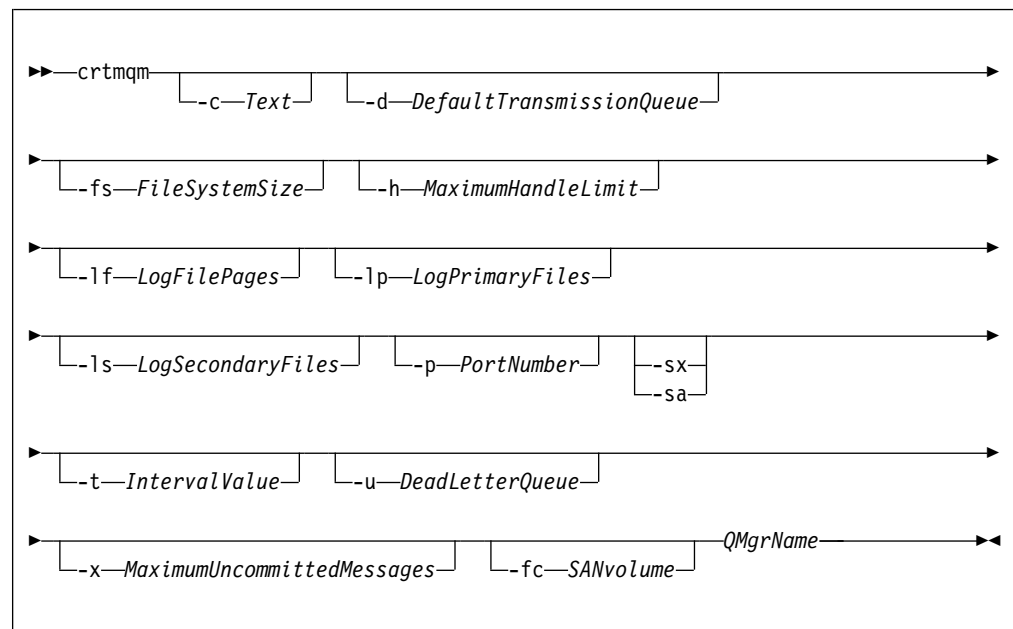 crtmqm
-c Text -d DefaultTransmissionQueue
-fs FileSystemSize -h MaximumHandleLimit
-lf LogFilePages -lp LogPrimaryFiles
-ls LogSecondaryFiles -p PortNumber -sx
-sa
-t IntervalValue -u DeadLetterQueue
QMgrName
-x MaximumUncommittedMessages -fc SANvolume